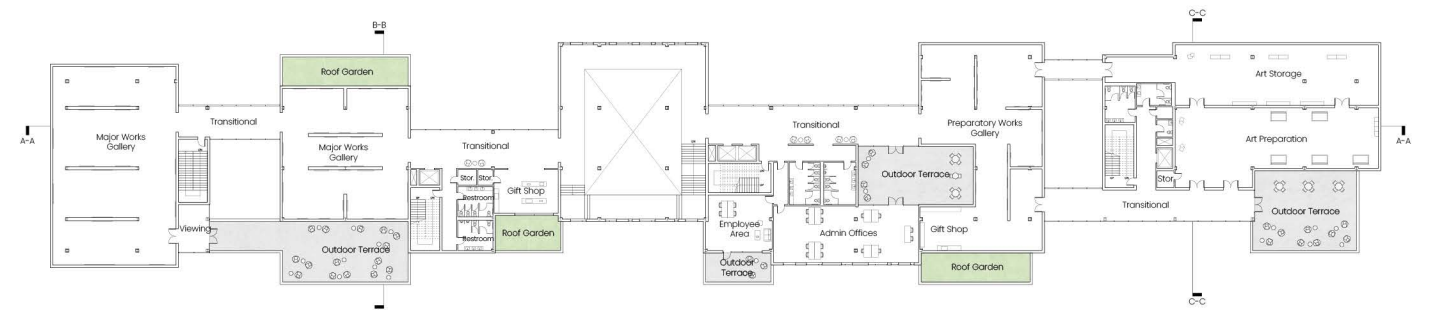 B-B
C-C
Roof Garden
Art Storage
Transitional
Major Works
Gallery
Major Works
Gallery
Transitional
Transitional
Preparatory Works
Gallery
Art Preparation
A-A
A-A
Stor.
Stor.
Gift Shop
Restroom
Restroom
Outdoor Terrace
Stor.
Transitional
Viewing
Outdoor Terrace
Roof Garden
Employee
Area
Admin Offices
Gift Shop
Outdoor Terrace
Outdoor
Terrace
Roof Garden
C-C